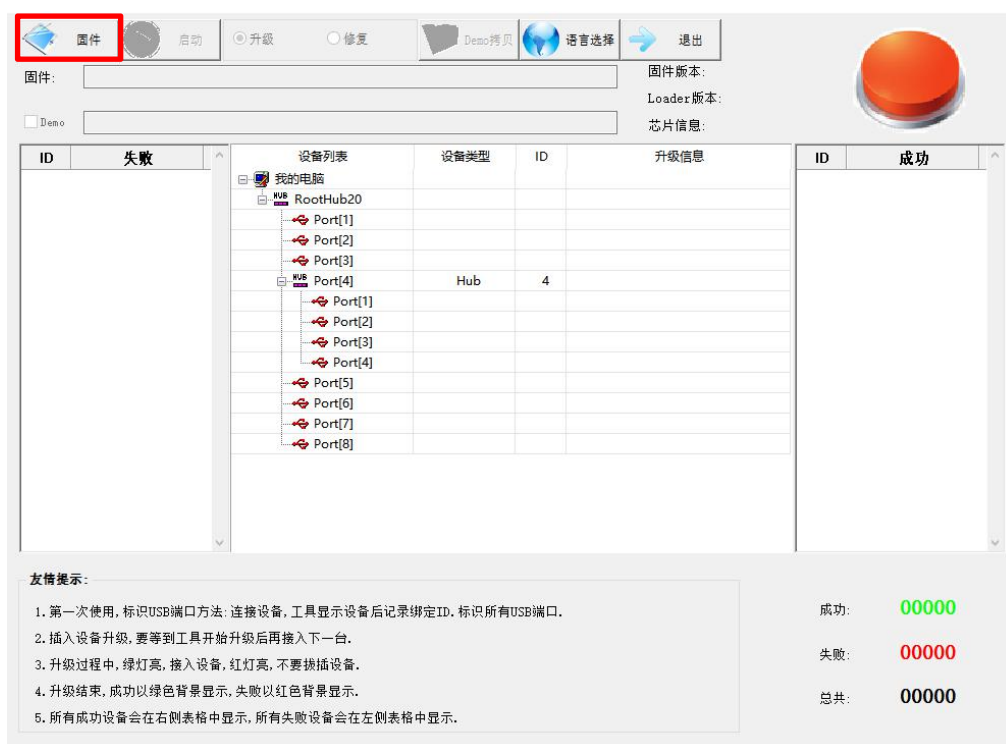 固件 启动 升级 修复 Demo拷贝 语言选择 退出
固件: 固件版本:
Loader版本:
Demo 芯片信息:
ID 失败 设备列表 设备类型 ID 升级信息 ID 成功
我的电脑
HUB RootHub20
Port[1]
Port[2]
Port[3]
HUB Port[4] Hub 4
Port[1]
Port[2]
Port[3]
Port[4]
Port[5]
Port[6]
Port[7]
Port[8]
友情提示:
1.第一次使用,标识USB端口方法:连接设备,工具显示设备后记录绑定ID.标识所有USB端口.
2.插入设备升级,要等到工具开始升级后再接入下一台.
3.升级过程中,绿灯亮,接入设备,红灯亮,不要拔插设备.
4.升级结束,成功以绿色背景显示,失败以红色背景显示.
5.所有成功设备会在右侧表格中显示,所有失败设备会在左侧表格中显示.
成功: 00000
失败: 00000
总共: 00000